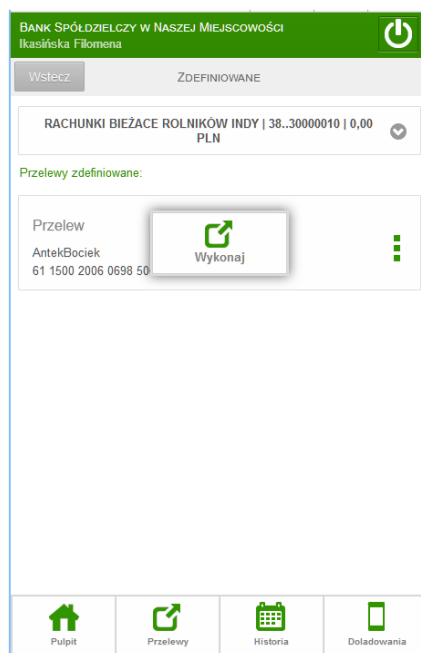 Bank Spółdzielczy w Naszej Miejscowości
Ikasińska Filomena
Wstecz
Zdefiniowane
RACHUNKI BIEŻACE ROLNIKÓW INDY | 38..30000010 | 0,00
PLN
Przelewy zdefiniowane:
Przelew
AntekBociek
61 1500 2006 0698 50
Wykonaj
Pulpit
Przelewy
Historia
Doladowania